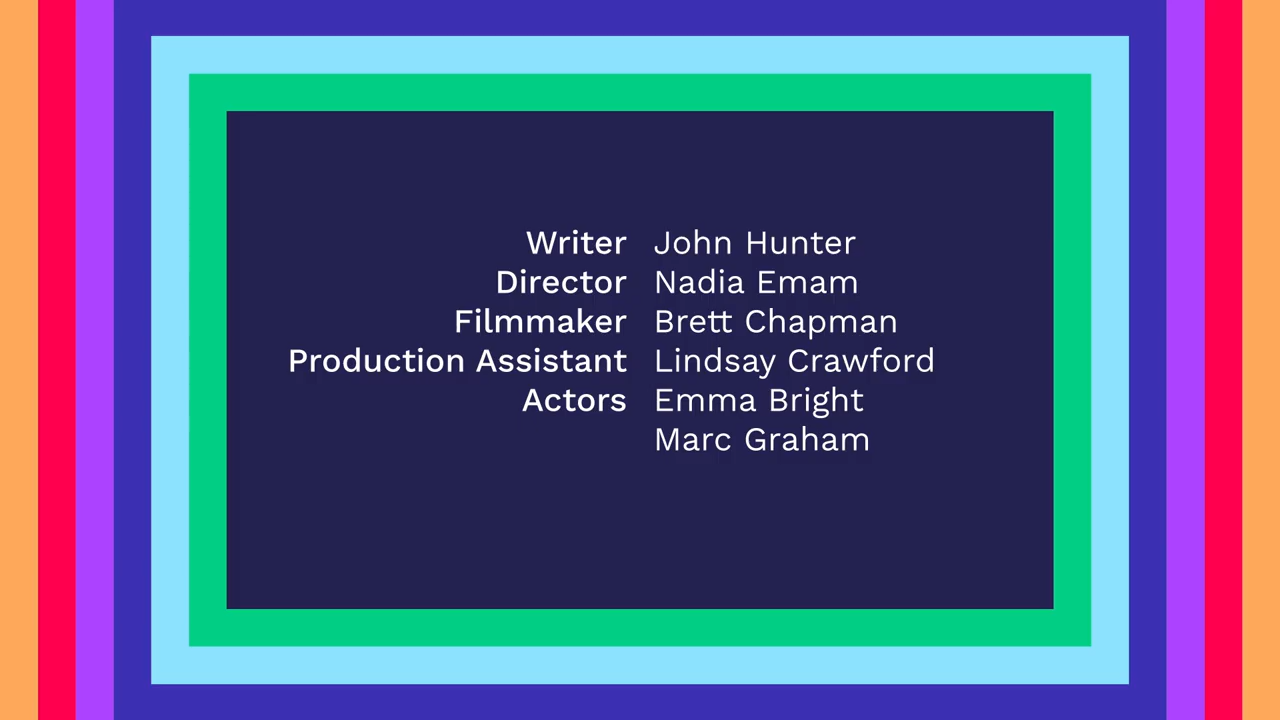 Writer John Hunter
Director Nadia Emam
Filmmaker Brett Chapman
Production Assistant Lindsay Crawford
Actors Emma Bright
Marc Graham